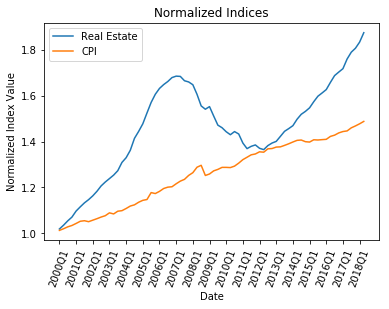 Normalized Indices
Real Estate
CPI
Normalized Index Value
1.8
1.6
1.4
1.2
1.0
2000Q1
2001Q1
2002Q1
2003Q1
2004Q1
2005Q1
2006Q1
2007Q1
2008Q1
2009Q1
2010Q1
2011Q1
2012Q1
2013Q1
2014Q1
2015Q1
2016Q1
2017Q1
2018Q1
Date